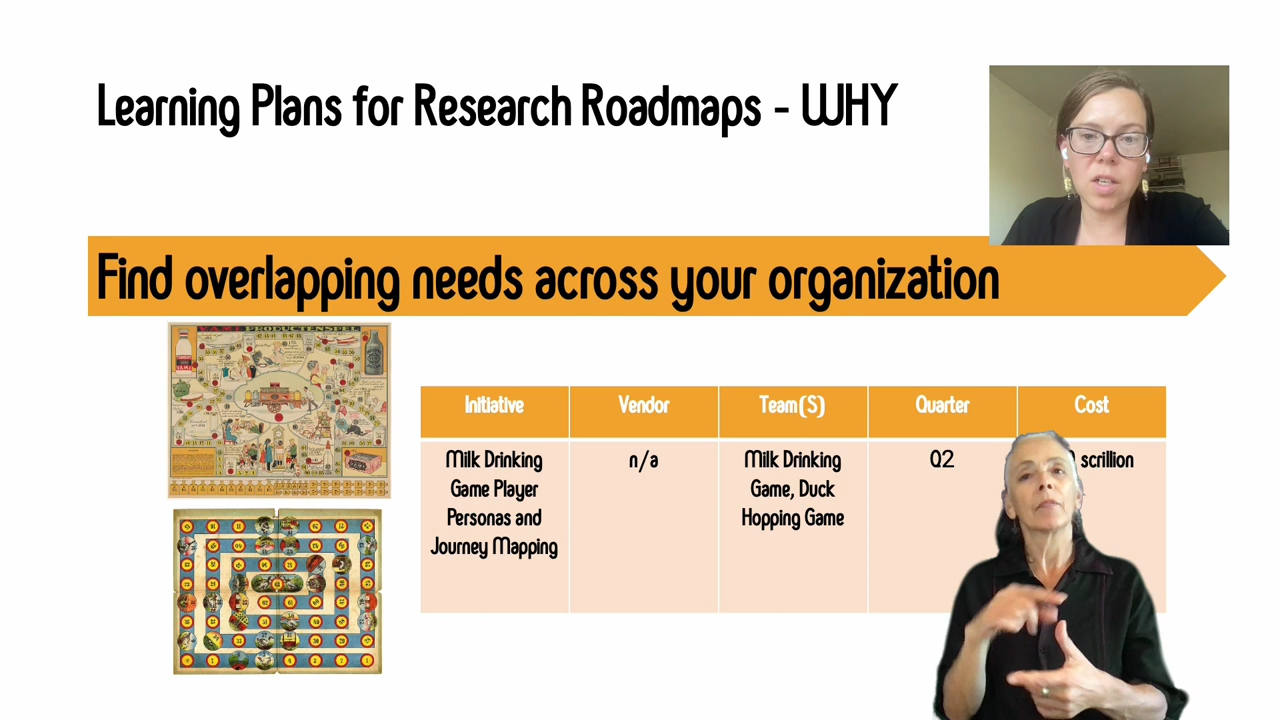 Learning Plans for Research Roadmaps - WHY
Find overlapping needs across your organization
PRODUCTENSPEL
Initiative
Vendor
Team(S)
Quarter
Cost
Milk Drinking
Game Player
Personas and
Journey Mapping
n/a
Milk Drinking
Game, Duck
Hopping Game
Q2
scrillion